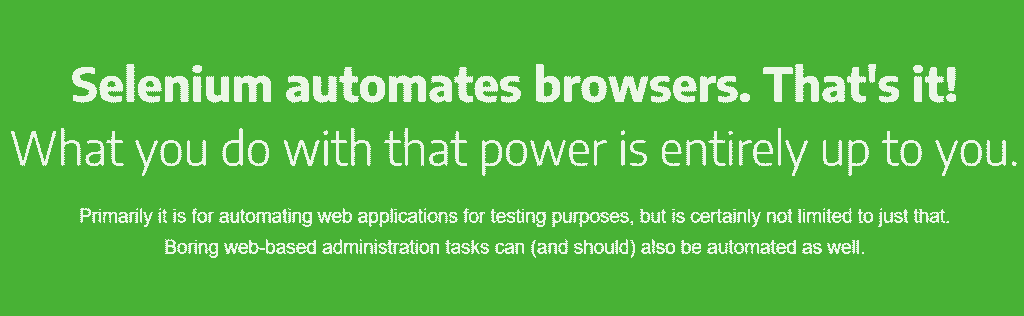 Selenium automates browsers. That's it!
What you do with that power is entirely up to you.
Primarily it is for automating web applications for testing purposes, but is certainly not limited to just that.
Boring web-based administration tasks can (and should) also be automated as well.